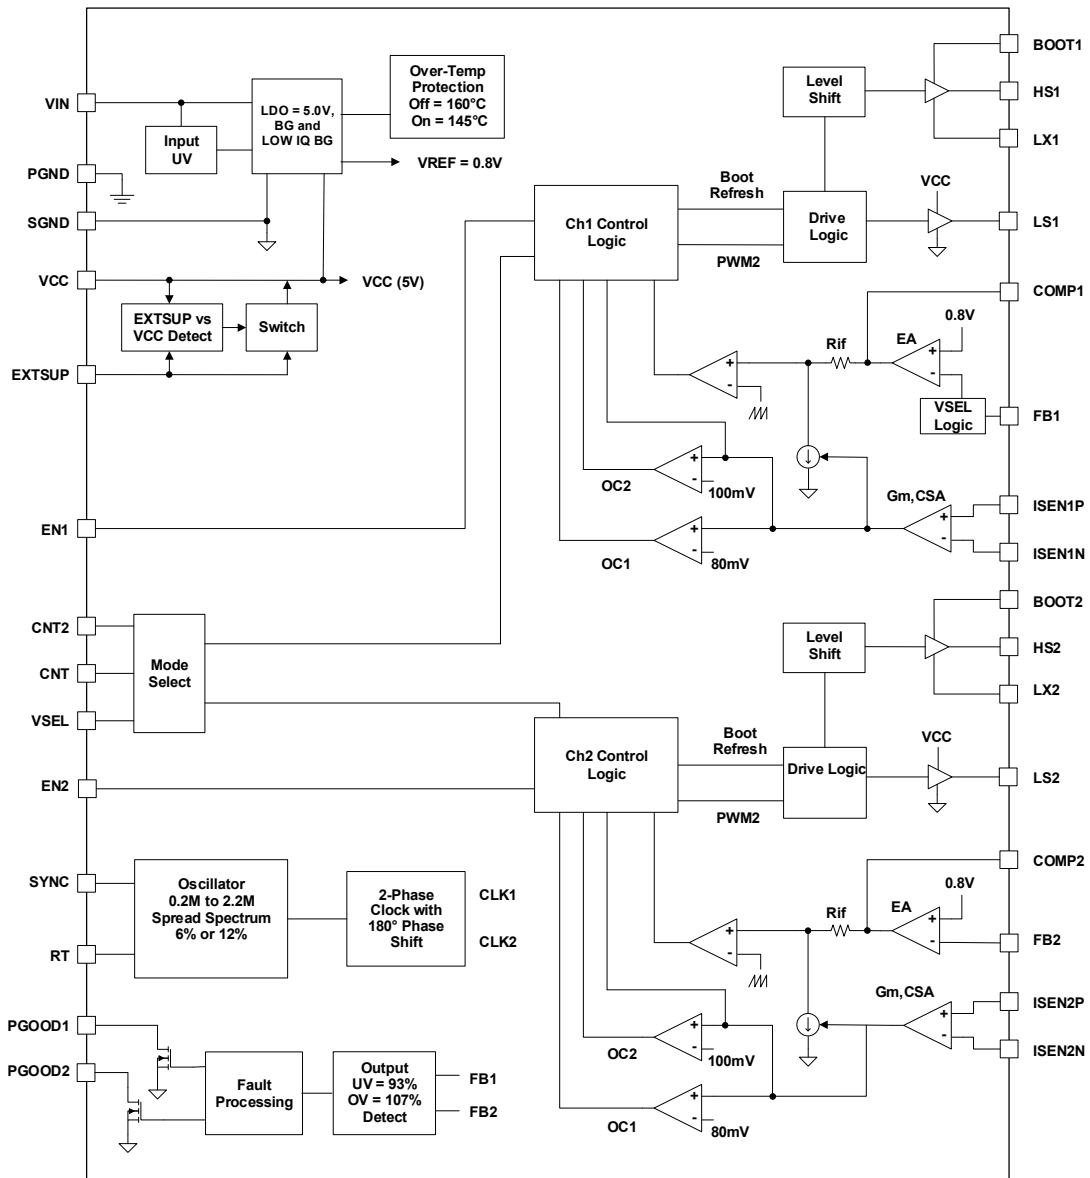 BOOT1
Over-Temp
Protection
Off = 160°C
On = 145°C
Level
Shift
HS1
VIN
LDO = 5.0V,
BG and
LOW IQ BG
LX1
Input
UV
VREF = 0.8V
PGND
Boot
Refresh
VCC
SGND
Ch1 Control
Logic
Drive
Logic
LS1
PWM2
VCC
VCC (5V)
COMP1
EXTSUP vs
VCC Detect
Switch
0.8V
Rif
EA
+
-
EXTSUP
+
-
VSEL
Logic
FB1
+
-
OC2
100mV
Gm,CSA
ISEN1P
+
-
EN1
+
-
OC1
80mV
ISEN1N
BOOT2
CNT2
Level
Shift
HS2
Mode
Select
CNT
LX2
VSEL
Boot
Refresh
VCC
Ch2 Control
Logic
Drive Logic
LS2
EN2
PWM2
COMP2
SYNC
Oscillator
0.2M to 2.2M
Spread Spectrum
6% or 12%
2-Phase
Clock with
180° Phase
Shift
CLK1
CLK2
0.8V
Rif
EA
+
-
RT
+
-
FB2
Gm,CSA
ISEN2P
PGOOD1
+
-
OC2
100mV
+
-
ISEN2N
PGOOD2
Fault
Processing
Output
UV = 93%
OV = 107%
Detect
FB1
FB2
+
-
OC1
80mV